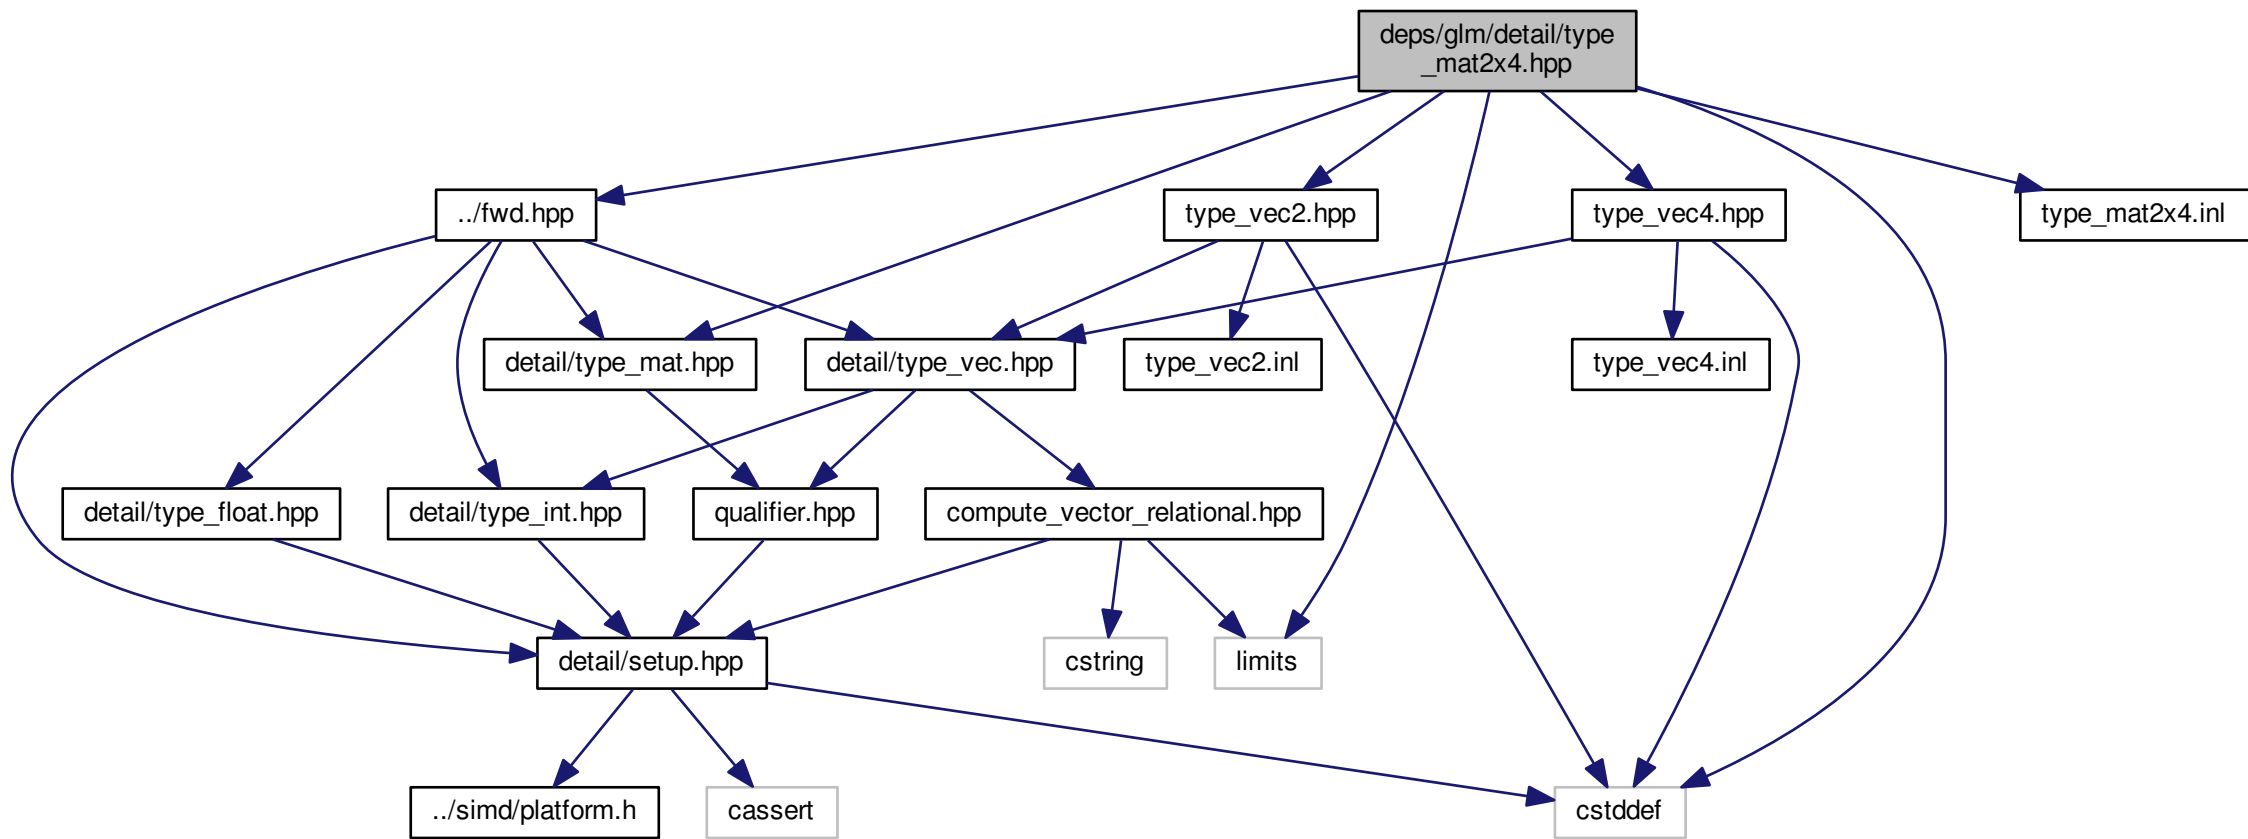 deps/glm/detail/type
_mat2x4.hpp
../fwd.hpp
type_vec2.hpp
type_vec4.hpp
type_mat2x4.inl
detail/type_mat.hpp
detail/type_vec.hpp
type_vec2.inl
type_vec4.inl
detail/type_float.hpp
detail/type_int.hpp
qualifier.hpp
compute_vector_relational.hpp
detail/setup.hpp
cstring
limits
../simd/platform.h
cassert
cstddef